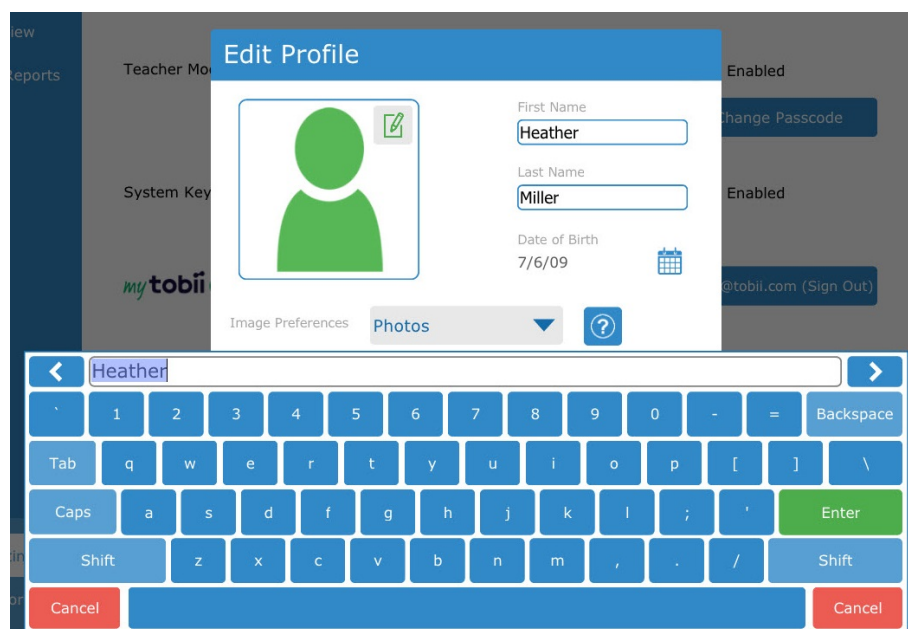 iew
Reports
Edit Profile
Teacher Mo
Enabled
Change Passcode
First Name
Heather
Last Name
Miller
System Key
Enabled
Date of Birth
7/6/09
mytobii
@tobii.com (Sign Out)
Image Preferences Photos ?
Heather
` 1 2 3 4 5 6 7 8 9 0 - = Backspace
Tab q w e r t y u i o p [ ] \
Caps a s d f g h j k l ; ' Enter
Shift z x c v b n m , . / Shift
Cancel Cancel